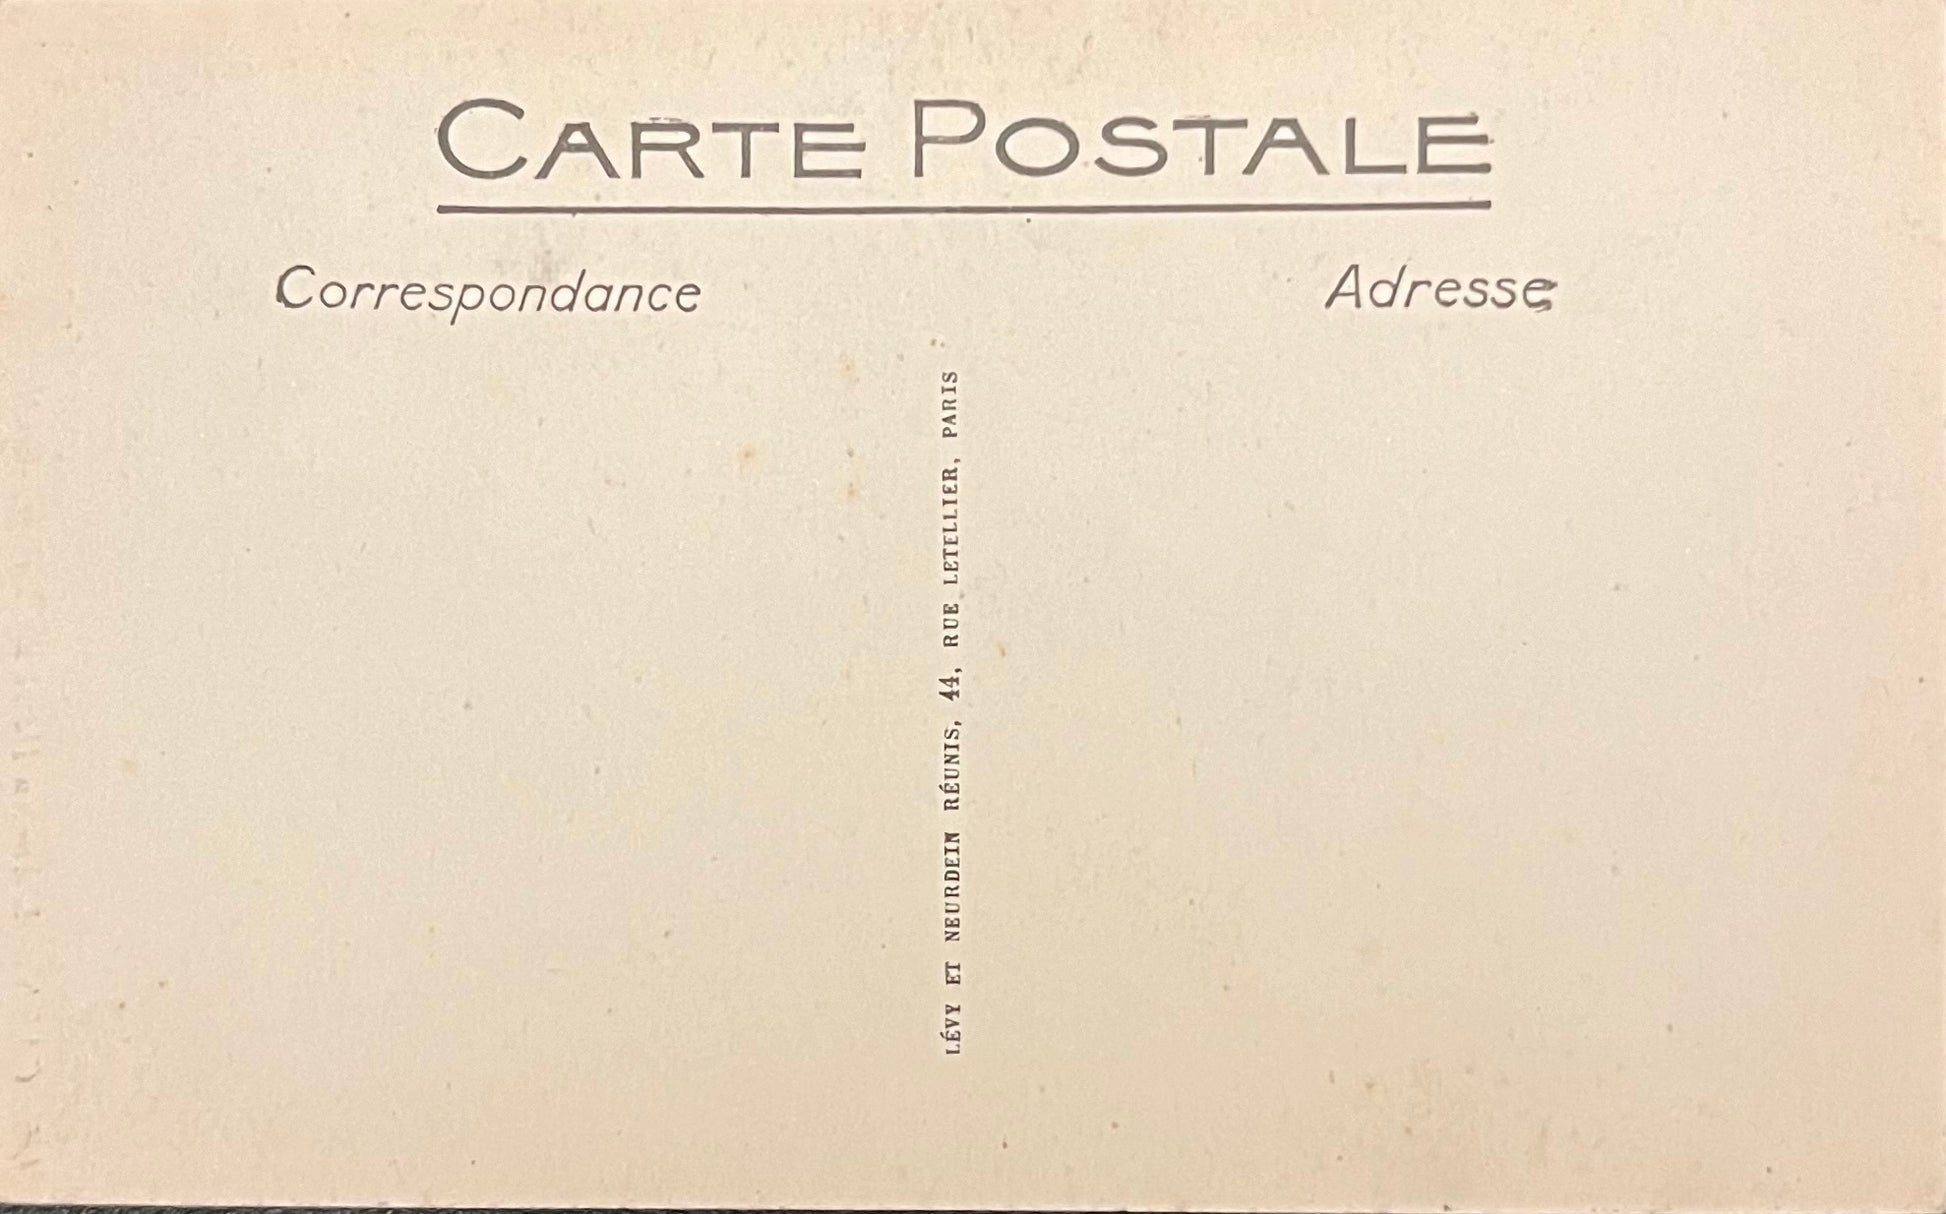 CARTE POSTALE
Correspondance
Adresse
LÉVY ET NEURDEIN RÉUNIS, 44, RUE LETELLIER, PARIS